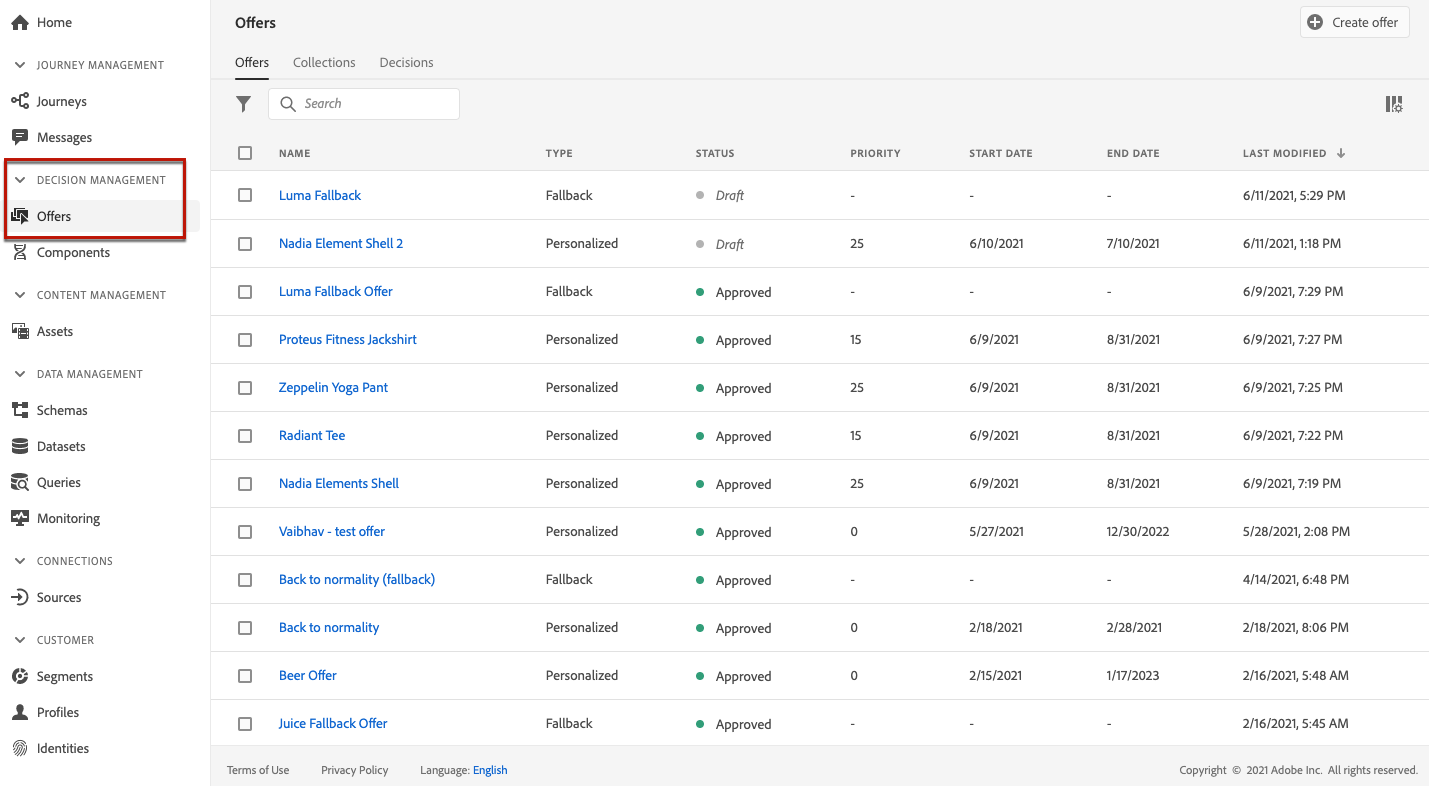 Home
JOURNEY MANAGEMENT
Journeys
Messages
DECISION MANAGEMENT
Offers
Components
CONTENT MANAGEMENT
Assets
DATA MANAGEMENT
Schemas
Datasets
Queries
Monitoring
CONNECTIONS
Sources
CUSTOMER
Segments
Profiles
Identities
Offers
Create offer
Offers Collections Decisions
Search
NAME TYPE STATUS PRIORITY START DATE END DATE LAST MODIFIED
Luma Fallback Fallback Draft - - - 6/11/2021, 5:29 PM
Nadia Element Shell 2 Personalized Draft 25 6/10/2021 7/10/2021 6/11/2021, 1:18 PM
Luma Fallback Offer Fallback Approved - - - 6/9/2021, 7:29 PM
Proteus Fitness Jackshirt Personalized Approved 15 6/9/2021 8/31/2021 6/9/2021, 7:27 PM
Zeppelin Yoga Pant Personalized Approved 25 6/9/2021 8/31/2021 6/9/2021, 7:25 PM
Radiant Tee Personalized Approved 15 6/9/2021 8/31/2021 6/9/2021, 7:22 PM
Nadia Elements Shell Personalized Approved 25 6/9/2021 8/31/2021 6/9/2021, 7:19 PM
Vaibhav - test offer Personalized Approved 0 5/27/2021 12/30/2022 5/28/2021, 2:08 PM
Back to normality (fallback) Fallback Approved - - - 4/14/2021, 6:48 PM
Back to normality Personalized Approved 0 2/18/2021 2/28/2021 2/18/2021, 8:06 PM
Beer Offer Personalized Approved 0 2/15/2021 1/17/2023 2/16/2021, 5:48 AM
Juice Fallback Offer Fallback Approved - - - 2/16/2021, 5:45 AM
Terms of Use Privacy Policy Language: English Copyright © 2021 Adobe Inc. All rights reserved.